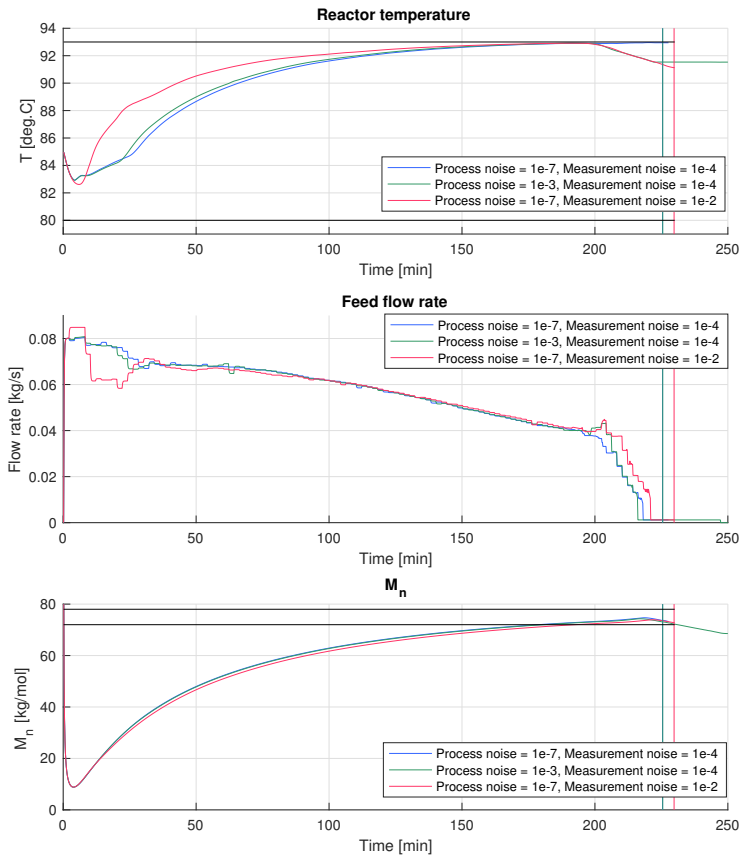 Reactor temperature
94
92
90
88
86
84
82
80
T [deg.C]
Process noise = 1e-7, Measurement noise = 1e-4
Process noise = 1e-3, Measurement noise = 1e-4
Process noise = 1e-7, Measurement noise = 1e-2
0 50 100 150 200 250
Time [min]
Feed flow rate
0.08
0.06
0.04
0.02
0
Flow rate [kg/s]
Process noise = 1e-7, Measurement noise = 1e-4
Process noise = 1e-3, Measurement noise = 1e-4
Process noise = 1e-7, Measurement noise = 1e-2
0 50 100 150 200 250
Time [min]
Mn
80
60
40
20
0
Mn [kg/mol]
Process noise = 1e-7, Measurement noise = 1e-4
Process noise = 1e-3, Measurement noise = 1e-4
Process noise = 1e-7, Measurement noise = 1e-2
0 50 100 150 200 250
Time [min]